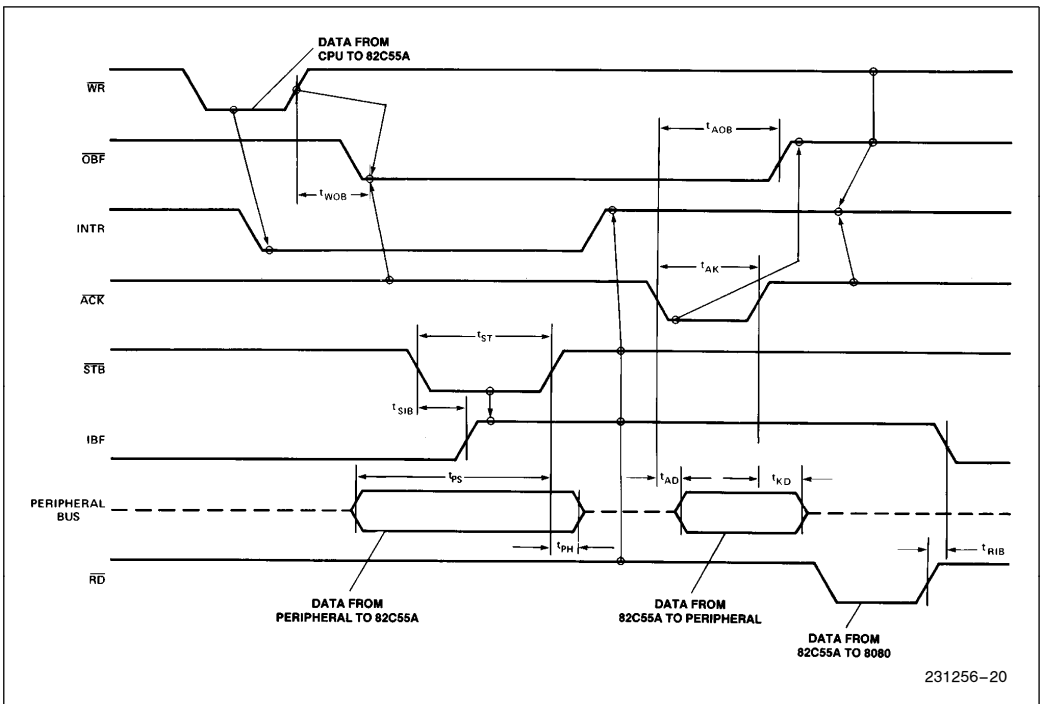 DATA FROM
CPU TO 82C55A
WR
tAOB
OBF
tWOB
INTR
tAK
ACK
tST
STB
tSIB
IBF
tPS
tAD
tKD
PERIPHERAL
BUS
tPH
tRIB
RD
DATA FROM
PERIPHERAL TO 82C55A
DATA FROM
82C55A TO PERIPHERAL
DATA FROM
82C55A TO 8080
231256–20